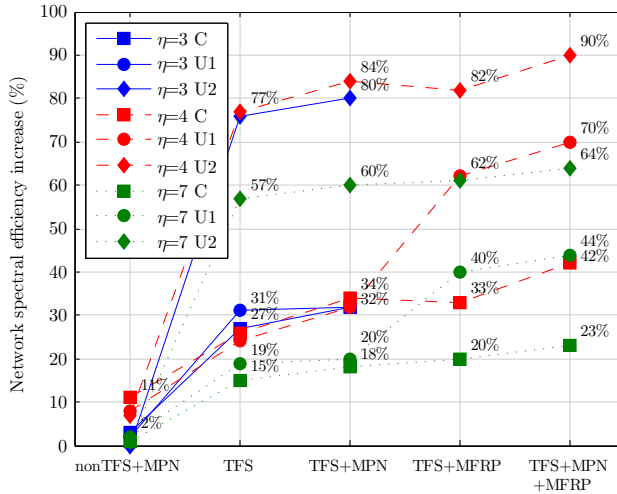 Network spectral efficiency increase (%)
100
90
80
70
60
50
40
30
20
10
0
η=3 C
η=3 U1
η=3 U2
η=4 C
η=4 U1
η=4 U2
η=7 C
η=7 U1
η=7 U2
11%
2%
77%
57%
31%
27%
19%
15%
84%
80%
60%
34%
32%
20%
18%
82%
62%
40%
33%
20%
90%
70%
64%
44%
42%
23%
nonTFS+MPN
TFS
TFS+MPN
TFS+MFRP
TFS+MPN
+MFRP